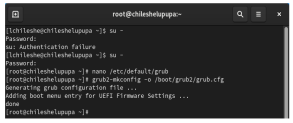 root@chileshelupupa:~
[lchileshe@chileshelupupa ~]$ su -
Password:
su: Authentication failure
[lchileshe@chileshelupupa ~]$ su -
Password:
[root@chileshelupupa ~]# nano /etc/default/grub
[root@chileshelupupa ~]# grub2-mkconfig -o /boot/grub2/grub.cfg
Generating grub configuration file ...
Adding boot menu entry for UEFI Firmware Settings ...
done
[root@chileshelupupa ~]#